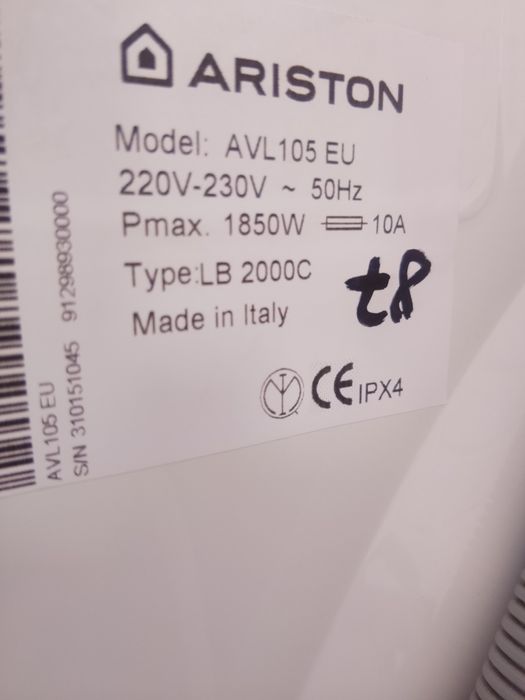 ARISTON
Model: AVL105 EU
220V-230V ~ 50Hz
Pmax. 1850W 10A
Type:LB 2000C
Made in Italy
t8
CE IPX4
AVL105 EU
S/N 310151045 91298930000